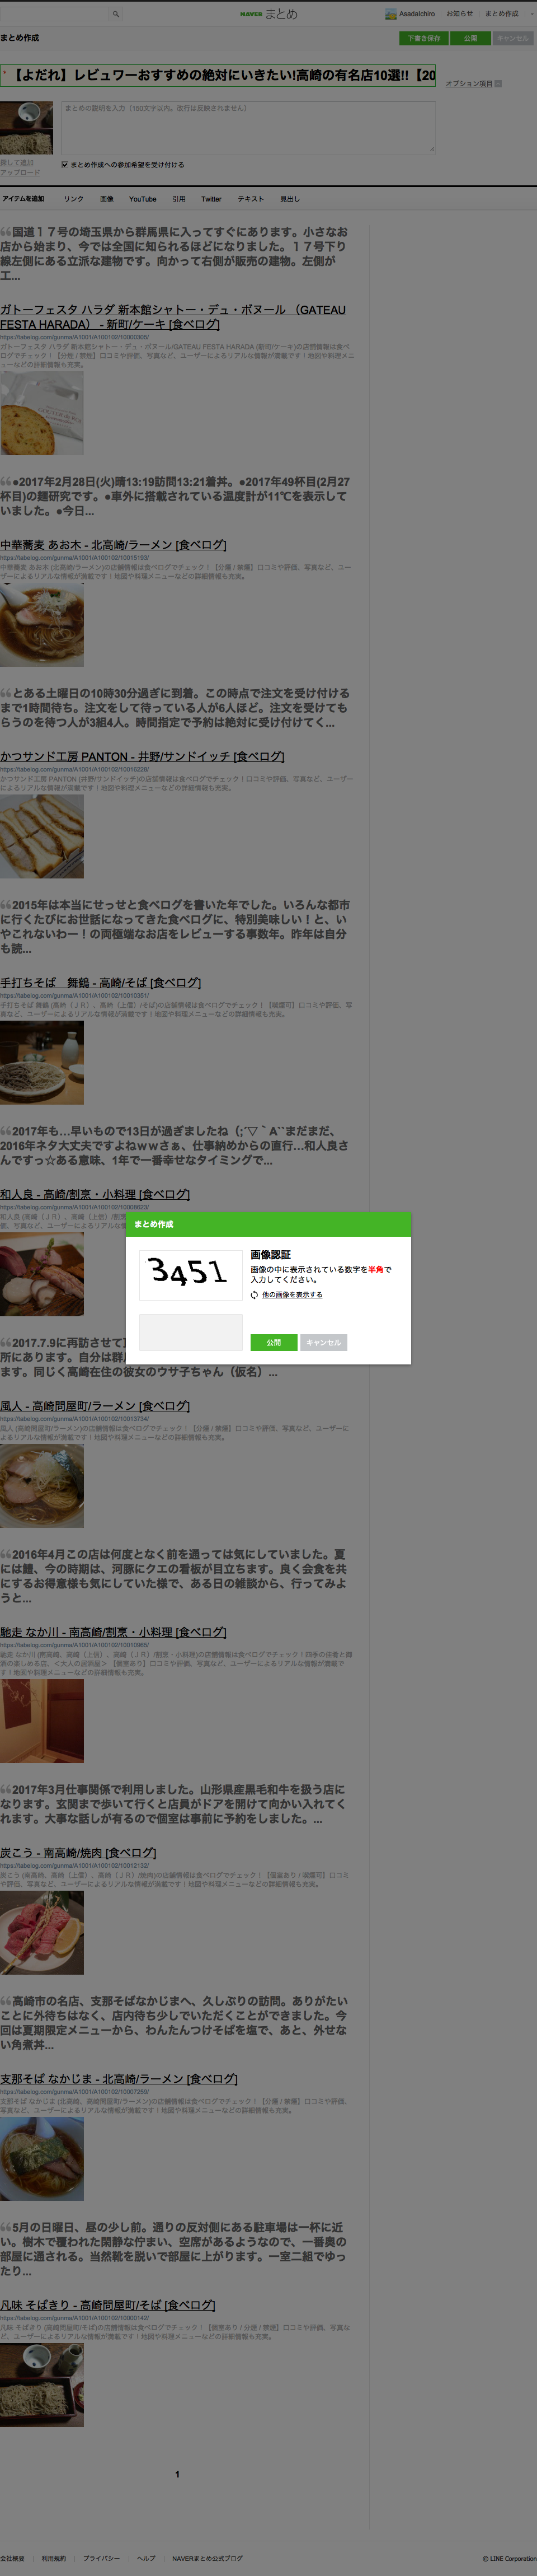 NAVER まとめ
AsadaIchiro
お知らせ
まとめ作成
まとめ作成
下書き保存
公開
キャンセル
* 【よだれ】レビュワーおすすめの絶対にいきたい!高崎の有名店10選!!【20
オプション項目
まとめの説明を入力（150文字以内。改行は反映されません）
探して追加
アップロード
まとめ作成への参加希望を受け付ける
アイテムを追加
リンク
画像
YouTube
引用
Twitter
テキスト
見出し
国道１７号の埼玉県から群馬県に入ってすぐにあります。小さなお
店から始まり、今では全国に知られるほどになりました。１７号下り
線左側にある立派な建物です。向かって右側が販売の建物。左側が
工...
ガトーフェスタ ハラダ 新本館シャトー・デュ・ボヌール （GATEAU
FESTA HARADA） - 新町/ケーキ [食べログ]
https://tabelog.com/gunma/A1001/A100102/10000305/
ガトーフェスタ ハラダ 新本館シャトー・デュ・ボヌール/GATEAU FESTA HARADA (新町/ケーキ)の店舗情報は食べ
ログでチェック！【分煙 / 禁煙】口コミや評価、写真など、ユーザーによるリアルな情報が満載です！地図や料理メニ
ューなどの詳細情報も充実。
●2017年2月28日(火)晴13:19訪問13:21着丼。●2017年49杯目(2月27
杯目)の麺研究です。●車外に搭載されている温度計が11℃を表示して
いました。●今日...
中華蕎麦 あお木 - 北高崎/ラーメン [食べログ]
中華蕎麦 あお木 (北高崎/ラーメン)の店舗情報は食べログでチェック！【分煙 / 禁煙】口コミや評価、写真など、ユー
ザーによるリアルな情報が満載です！地図や料理メニューなどの詳細情報も充実。
とある土曜日の10時30分過ぎに到着。この時点で注文を受け付ける
まで1時間待ち。注文をして待っている人が6人ほど。注文を受けても
らうのを待つ人が3組4人。時間指定で予約は絶対に受け付けてく...
かつサンド工房 PANTON - 井野/サンドイッチ [食べログ]
かつサンド工房 PANTON (井野/サンドイッチ)の店舗情報は食べログでチェック！口コミや評価、写真など、ユーザー
によるリアルな情報が満載です！地図や料理メニューなどの詳細情報も充実。
2015年は本当にせっせと食べログを書いた年でした。いろんな都市
に行くたびにお世話になってきた食べログに、特別美味しい！と、い
やこれないわー！の両極端なお店をレビューする事数年。昨年は自分
も読...
手打ちそば　舞鶴 - 高崎/そば [食べログ]
https://tabelog.com/gunma/A1001/A100102/10010351/
手打ちそば 舞鶴 (高崎（ＪＲ）、高崎（上信）/そば)の店舗情報は食べログでチェック！【喫煙可】口コミや評価、写
真など、ユーザーによるリアルな情報が満載です！地図や料理メニューなどの詳細情報も充実。
2017年も…早いもので13日が過ぎましたね（;´▽｀A``まだまだ、
2016年ネタ大丈夫ですよねｗｗさぁ、仕事納めからの直行…和人良さ
んですっ☆ある意味、1年で一番幸せなタイミングで...
和人良 - 高崎/割烹・小料理 [食べログ]
https://tabelog.com/gunma/A1001/A100102/10008623/
まとめ作成
3451
画像認証
画像の中に表示されている数字を半角で
入力してください。
他の画像を表示する
公開
キャンセル
2017.7.9に再訪させて
所にあります。自分は群
ます。同じく高崎在住の彼女のウサ子ちゃん（仮名）...
風人 - 高崎問屋町/ラーメン [食べログ]
https://tabelog.com/gunma/A1001/A100102/10013734/
風人 (高崎問屋町/ラーメン)の店舗情報は食べログでチェック！【分煙 / 禁煙】口コミや評価、写真など、ユーザーに
よるリアルな情報が満載です！地図や料理メニューなどの詳細情報も充実。
2016年4月この店は何度となく前を通っては気にしていました。夏
には鱧、今の時期は、河豚にクエの看板が目立ちます。良く会食を共
にするお得意様も気にしていた様で、ある日の雑談から、行ってみよ
うと...
馳走 なか川 - 南高崎/割烹・小料理 [食べログ]
馳走 なか川 (南高崎、高崎（上信）、高崎（ＪＲ）/割烹・小料理)の店舗情報は食べログでチェック！四季の佰肴と御
酒の楽しめる店、＜大人の居酒屋＞ 【個室あり】口コミや評価、写真など、ユーザーによるリアルな情報が満載で
す！地図や料理メニューなどの詳細情報も充実。
2017年3月仕事関係で利用しました。山形県産黒毛和牛を扱う店に
なります。玄関まで歩いて行くと店員がドアを開けて向かい入れてく
れます。大事な話しが有るので個室は事前に予約をしました。...
炭こう - 南高崎/焼肉 [食べログ]
https://tabelog.com/gunma/A1001/A100102/10012132/
炭こう (南高崎、高崎（上信）、高崎（ＪＲ）/焼肉)の店舗情報は食べログでチェック！【個室あり / 喫煙可】口コミ
や評価、写真など、ユーザーによるリアルな情報が満載です！地図や料理メニューなどの詳細情報も充実。
高崎市の名店、支那そばなかじまへ、久しぶりの訪問。ありがたい
ことに外待ちはなく、店内待ち少しでいただくことができました。今
回は夏期限定メニューから、わんたんつけそばを塩で、あと、外せな
い角煮丼...
支那そば なかじま - 北高崎/ラーメン [食べログ]
https://tabelog.com/gunma/A1001/A100102/10007259/
支那そば なかじま (北高崎、高崎問屋町/ラーメン)の店舗情報は食べログでチェック！【分煙 / 禁煙】口コミや評価、
写真など、ユーザーによるリアルな情報が満載です！地図や料理メニューなどの詳細情報も充実。
5月の日曜日、昼の少し前。通りの反対側にある駐車場は一杯に近
い。樹木で覆われた閑静な佇まい、空席があるようなので、一番奥の
部屋に通される。当然靴を脱いで部屋に上がります。一室二組でゆっ
たり...
凡味 そばきり - 高崎問屋町/そば [食べログ]
https://tabelog.com/gunma/A1001/A100102/10000142/
凡味 そばきり (高崎問屋町/そば)の店舗情報は食べログでチェック！【個室あり / 分煙 / 禁煙】口コミや評価、写真な
ど、ユーザーによるリアルな情報が満載です！地図や料理メニューなどの詳細情報も充実。
1
会社概要
利用規約
プライバシー
ヘルプ
NAVERまとめ公式ブログ
© LINE Corporation